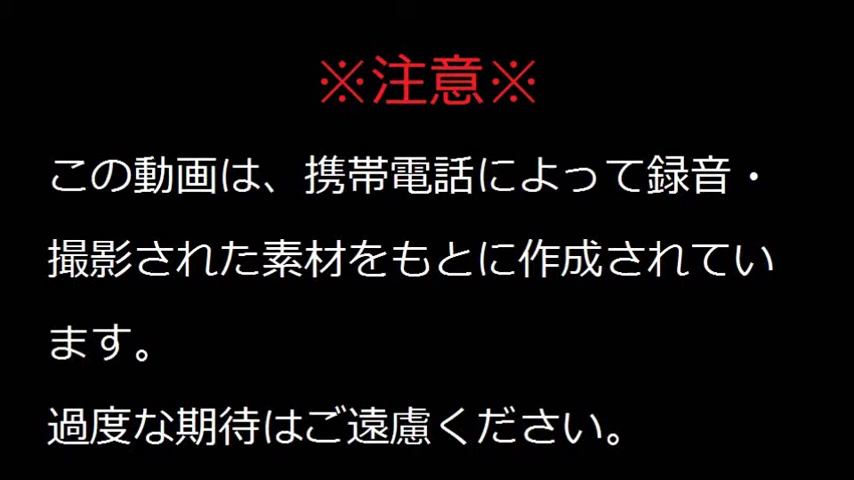 ※注意※
この動画は、携帯電話によって録音・
撮影された素材をもとに作成されてい
ます。
過度な期待はご遠慮ください。